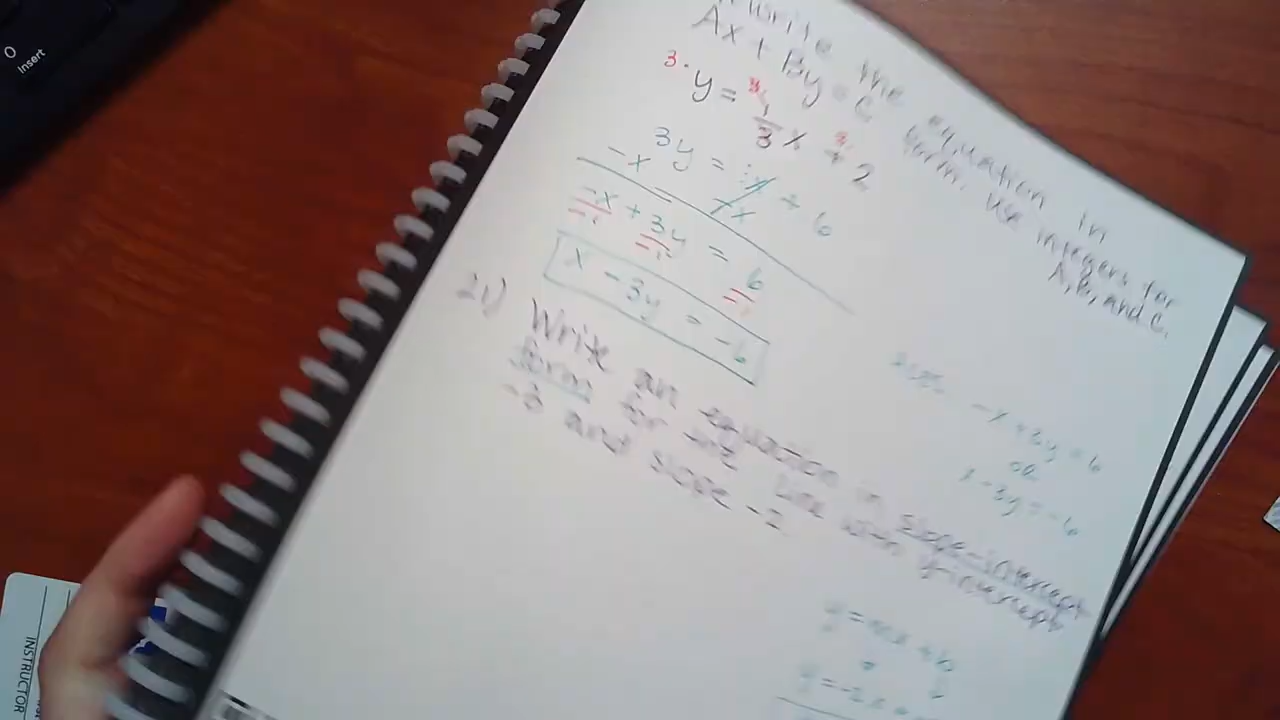 0
Insert
Write the equation in
Ax + By = C form. Use integers for
A, B, and C.
3· y = 1/3 x + 2
3y = x + 6
-x = -x
-x + 3y = 6
x - 3y = -6
-x + 3y = 6
or
x - 3y = -6
21) Write an equation in slope-intercept
form for the line with y-intercept
-3 and slope -2
y = mx + b
y = -2x
INSTRUCTOR